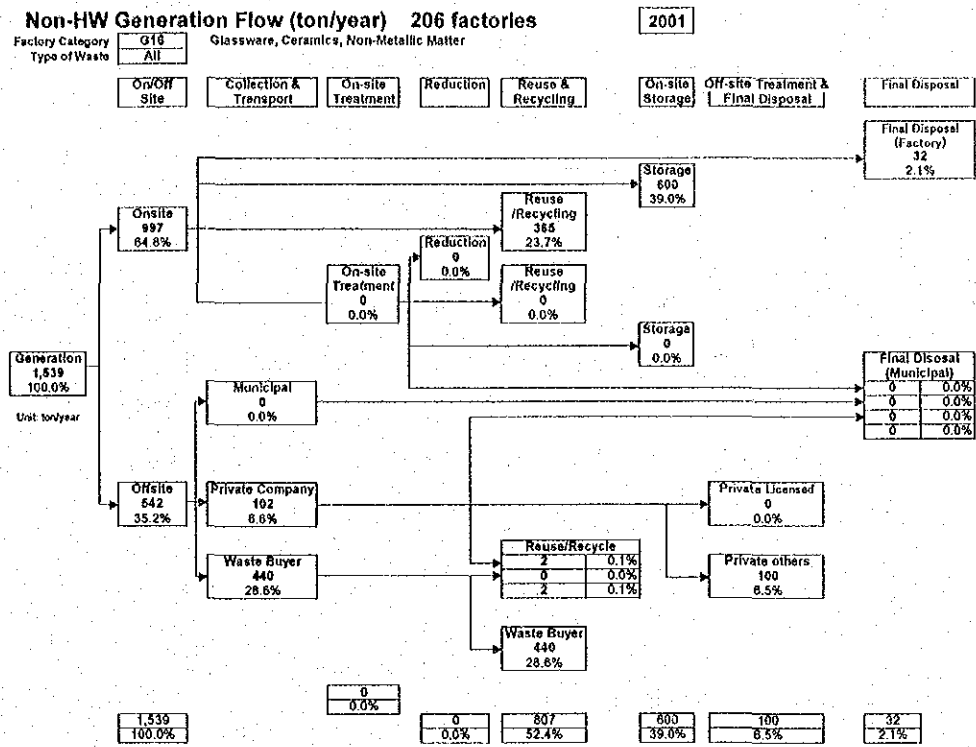 Non-HW Generation Flow (ton/year) 206 factories 2001
Factory Category G16 Glassware, Ceramics, Non-Metallic Matter
Type of Waste All
On/Off Site
Collection & Transport
On-site Treatment
Reduction
Reuse & Recycling
On-site Storage
Off-site Treatment & Final Disposal
Final Disposal
Final Disposal
(Factory)
32
2.1%
Storage
600
39.0%
Onsite
997
64.8%
Reuse
/Recycling
365
23.7%
Reduction
0
0.0%
On-site
Treatment
0
0.0%
Reuse
/Recycling
0
0.0%
Storage
0
0.0%
Generation
1,539
100.0%
Unit: ton/year
Final Disosal
(Municipal)
0 0.0%
0 0.0%
0 0.0%
0 0.0%
Municipal
0
0.0%
Offsite
542
35.2%
Private Company
102
6.6%
Private Licensed
0
0.0%
Waste Buyer
440
28.6%
Reuse/Recycle
2 0.1%
0 0.0%
2 0.1%
Private others
100
6.5%
Waste Buyer
440
28.6%
0
0.0%
1,539 0 807 600 100 32
100.0% 0.0% 52.4% 39.0% 6.5% 2.1%